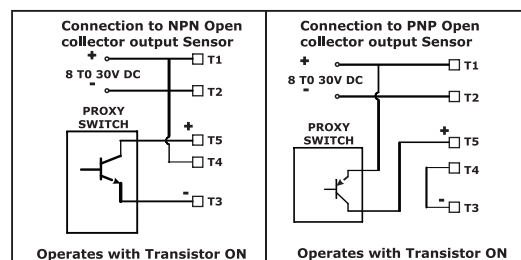 Connection to NPN Open
collector output Sensor
+
T1
8 T0 30V DC
-
T2
PROXY
SWITCH
+
T5
T4
-
T3
Operates with Transistor ON
Connection to PNP Open
collector output Sensor
+
T1
8 T0 30V DC
-
T2
PROXY
SWITCH
+
T5
T4
-
T3
Operates with Transistor ON